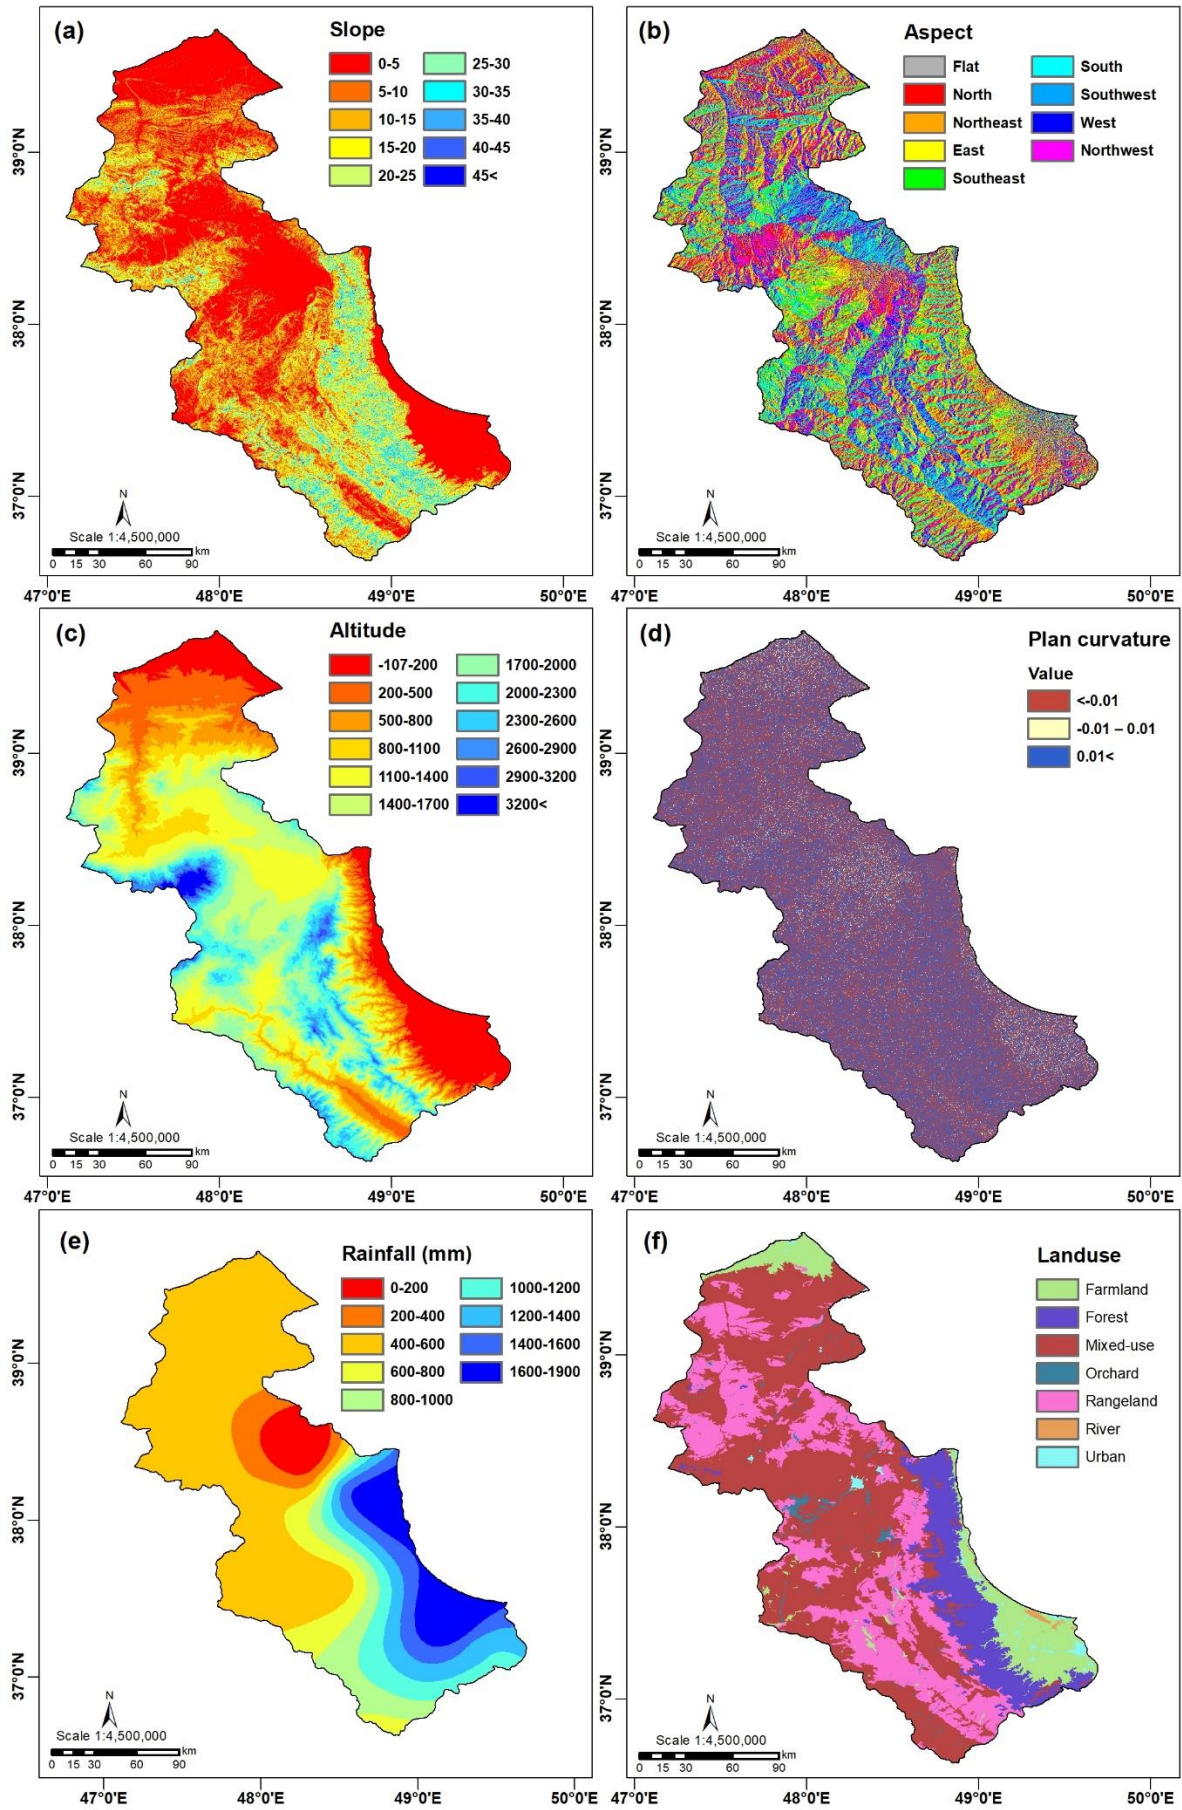 (a)
Slope
0-5
5-10
10-15
15-20
20-25
25-30
30-35
35-40
40-45
45<
39°0'N
38°0'N
37°0'N
N
Scale 1:4,500,000
km
0 15 30 60 90
47°0'E 48°0'E 49°0'E 50°0'E
(b)
Aspect
Flat
North
Northeast
East
Southeast
South
Southwest
West
Northwest
39°0'N
38°0'N
37°0'N
N
Scale 1:4,500,000
km
0 15 30 60 90
47°0'E 48°0'E 49°0'E 50°0'E
(c)
Altitude
-107-200
200-500
500-800
800-1100
1100-1400
1400-1700
1700-2000
2000-2300
2300-2600
2600-2900
2900-3200
3200<
39°0'N
38°0'N
37°0'N
N
Scale 1:4,500,000
km
0 15 30 60 90
47°0'E 48°0'E 49°0'E 50°0'E
(d)
Plan curvature
Value
<-0.01
-0.01 – 0.01
0.01<
39°0'N
38°0'N
37°0'N
N
Scale 1:4,500,000
km
0 15 30 60 90
47°0'E 48°0'E 49°0'E 50°0'E
(e)
Rainfall (mm)
0-200
200-400
400-600
600-800
800-1000
1000-1200
1200-1400
1400-1600
1600-1900
39°0'N
38°0'N
37°0'N
N
Scale 1:4,500,000
km
0 15 30 60 90
47°0'E 48°0'E 49°0'E 50°0'E
(f)
Landuse
Farmland
Forest
Mixed-use
Orchard
Rangeland
River
Urban
39°0'N
38°0'N
37°0'N
N
Scale 1:4,500,000
km
0 15 30 60 90
47°0'E 48°0'E 49°0'E 50°0'E